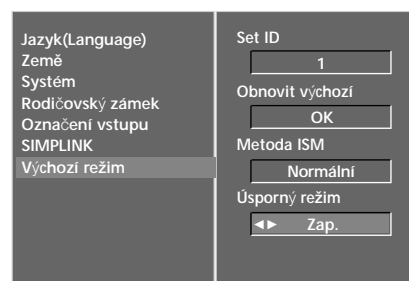 Jazyk(Language)
Země
Systém
Rodičovský zámek
Označení vstupu
SIMPLINK
Výchozí režim
Set ID
1
Obnovit výchozí
OK
Metoda ISM
Normální
Úsporný režim
◄► Zap.